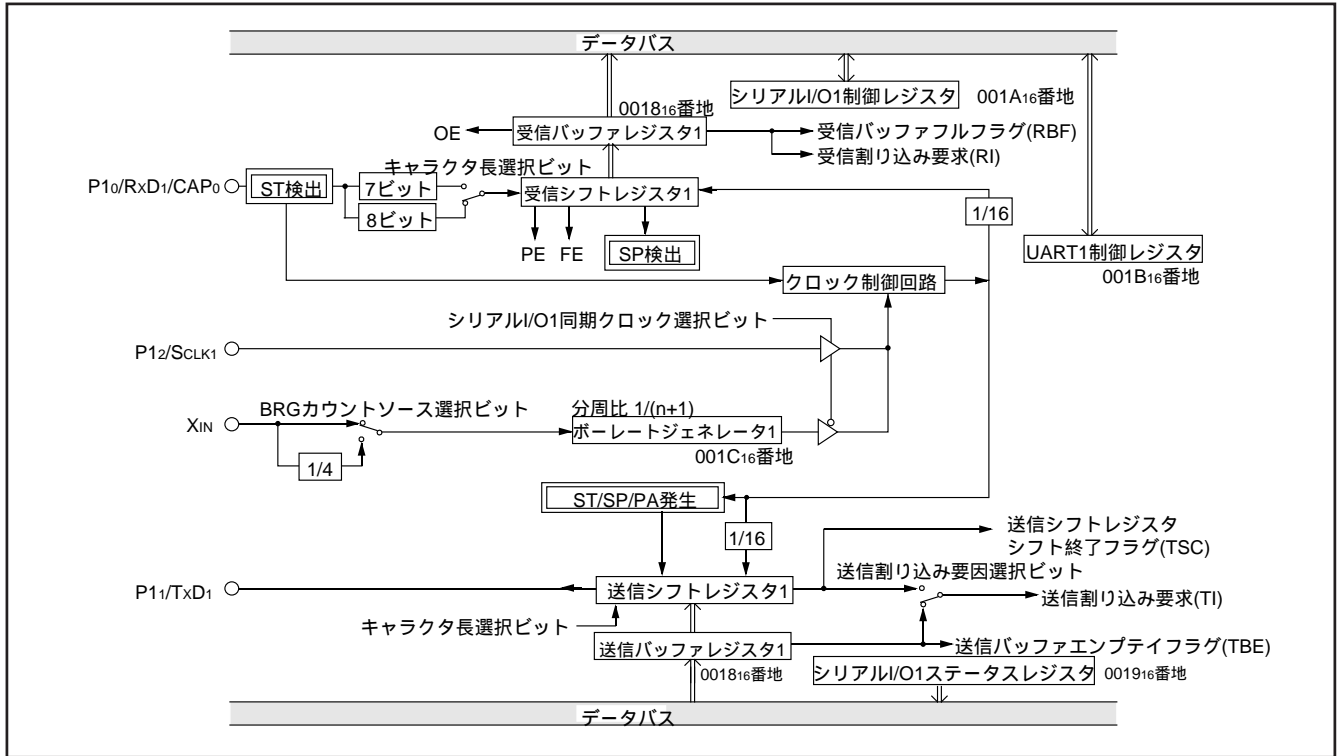 データバス
シリアルI/O1制御レジスタ 001A16番地
001816番地
OE 受信バッファレジスタ1 受信バッファフルフラグ(RBF)
受信割り込み要求(RI)
キャラクタ長選択ビット
P10/RxD1/CAP0 ST検出 7ビット 受信シフトレジスタ1
8ビット
1/16
PE FE SP検出
UART1制御レジスタ
001B16番地
クロック制御回路
シリアルI/O1同期クロック選択ビット
P12/SCLK1
XIN BRGカウントソース選択ビット
分周比 1/(n+1)
ボーレートジェネレータ1
001C16番地
1/4
ST/SP/PA発生
1/16
送信シフトレジスタ
シフト終了フラグ(TSC)
P11/TxD1 送信シフトレジスタ1 送信割り込み要因選択ビット
送信割り込み要求(TI)
キャラクタ長選択ビット
送信バッファレジスタ1 送信バッファエンプテイフラグ(TBE)
001816番地 シリアルI/O1ステータスレジスタ 001916番地
データバス